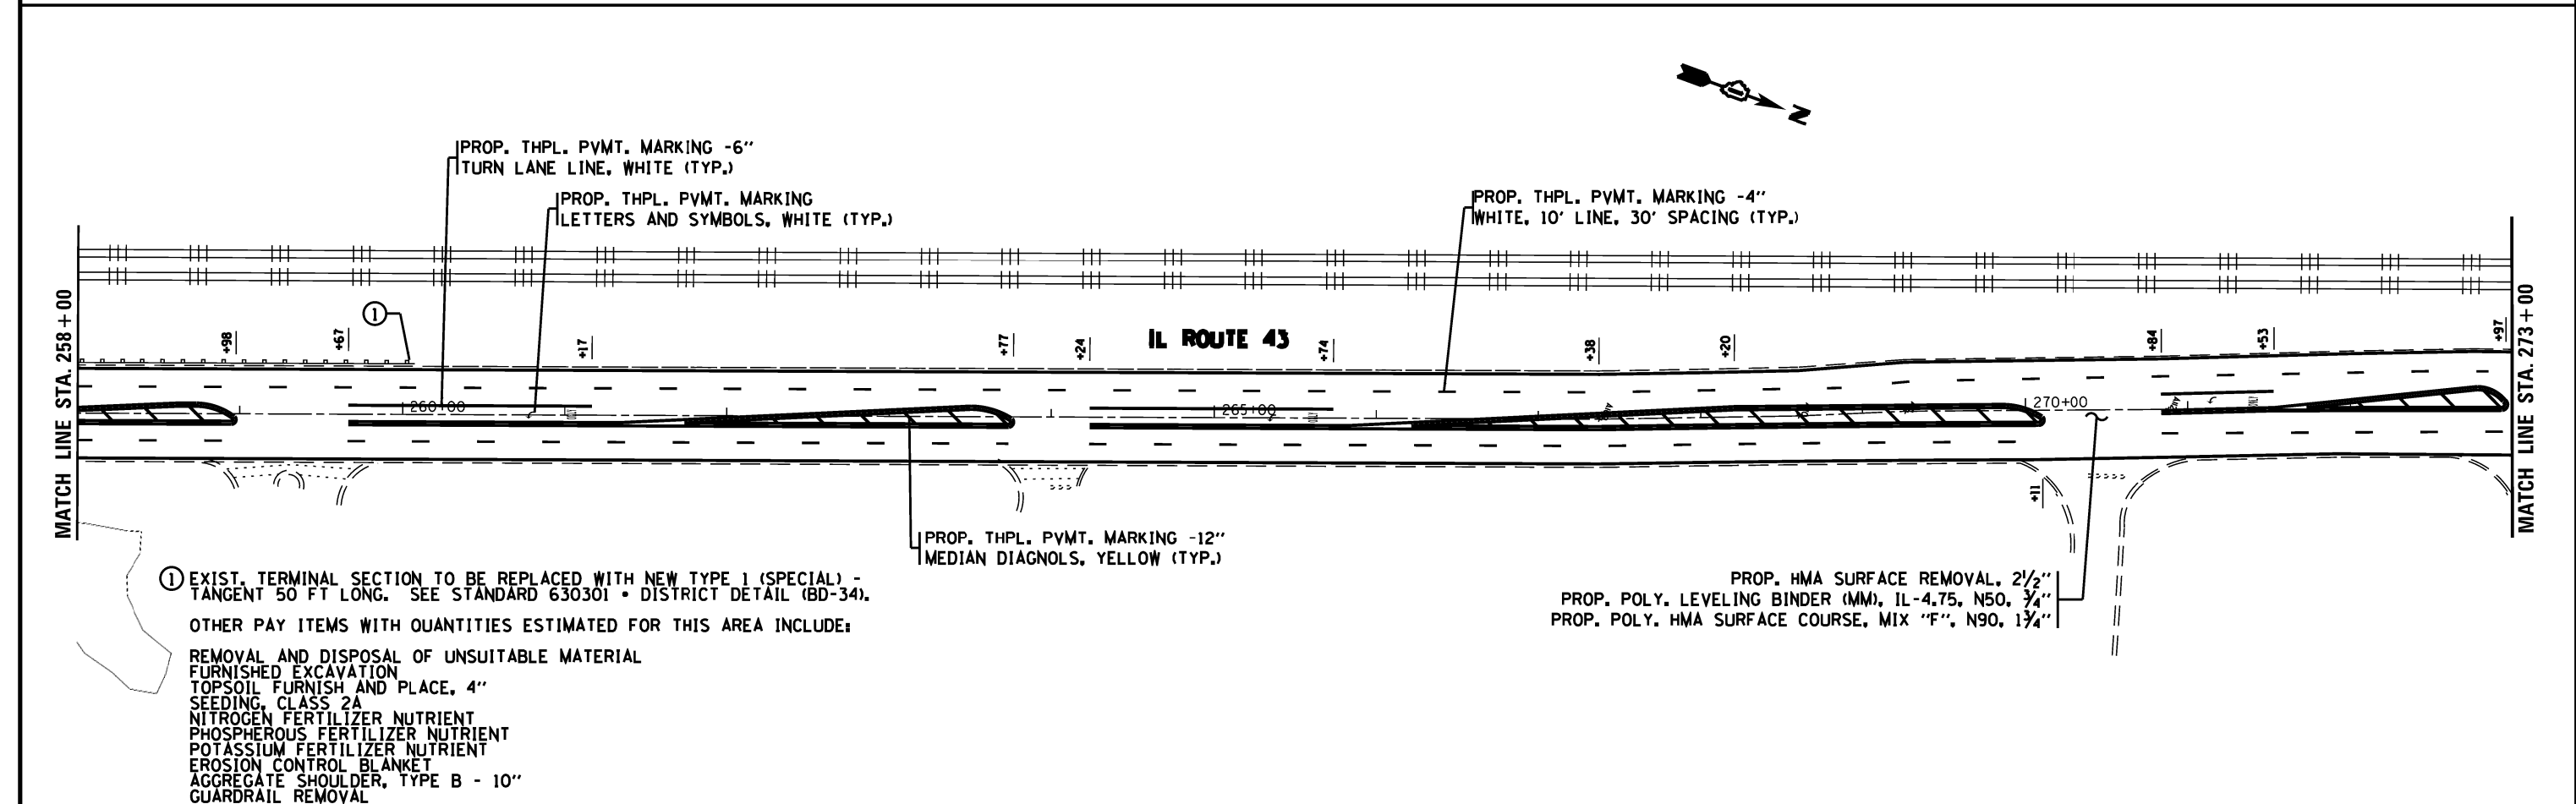 N
PROP. THPL. PVMT. MARKING -6"
TURN LANE LINE, WHITE (TYP.)
PROP. THPL. PVMT. MARKING
LETTERS AND SYMBOLS, WHITE (TYP.)
PROP. THPL. PVMT. MARKING -4"
WHITE, 10' LINE, 30' SPACING (TYP.)
MATCH LINE STA. 258+00
1
+98
+67
+17
+77
+24
IL ROUTE 43
+74
+38
+20
+84
+53
+97
MATCH LINE STA. 273+00
260+00
265+00
270+00
+11
PROP. THPL. PVMT. MARKING -12"
MEDIAN DIAGNOLS, YELLOW (TYP.)
1 EXIST. TERMINAL SECTION TO BE REPLACED WITH NEW TYPE 1 (SPECIAL) -
TANGENT 50 FT LONG. SEE STANDARD 630301 • DISTRICT DETAIL (BD-34).
OTHER PAY ITEMS WITH QUANTITIES ESTIMATED FOR THIS AREA INCLUDE:
REMOVAL AND DISPOSAL OF UNSUITABLE MATERIAL
FURNISHED EXCAVATION
TOPSOIL FURNISH AND PLACE, 4"
SEEDING, CLASS 2A
NITROGEN FERTILIZER NUTRIENT
PHOSPHEROUS FERTILIZER NUTRIENT
POTASSIUM FERTILIZER NUTRIENT
EROSION CONTROL BLANKET
AGGREGATE SHOULDER, TYPE B - 10"
GUARDRAIL REMOVAL
PROP. HMA SURFACE REMOVAL, 2½"
PROP. POLY. LEVELING BINDER (MM), IL-4.75, N50, ¾"
PROP. POLY. HMA SURFACE COURSE, MIX "F", N90, 1¾"